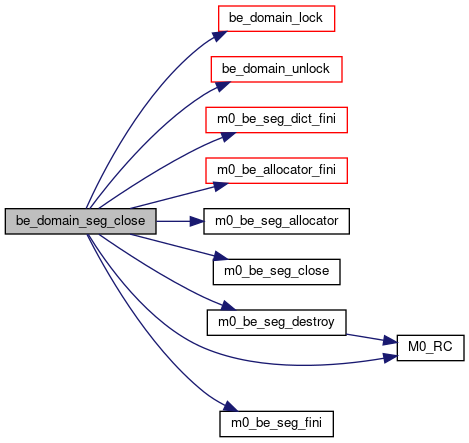 be_domain_lock
be_domain_unlock
m0_be_seg_dict_fini
m0_be_allocator_fini
be_domain_seg_close
m0_be_seg_allocator
m0_be_seg_close
m0_be_seg_destroy
M0_RC
m0_be_seg_fini